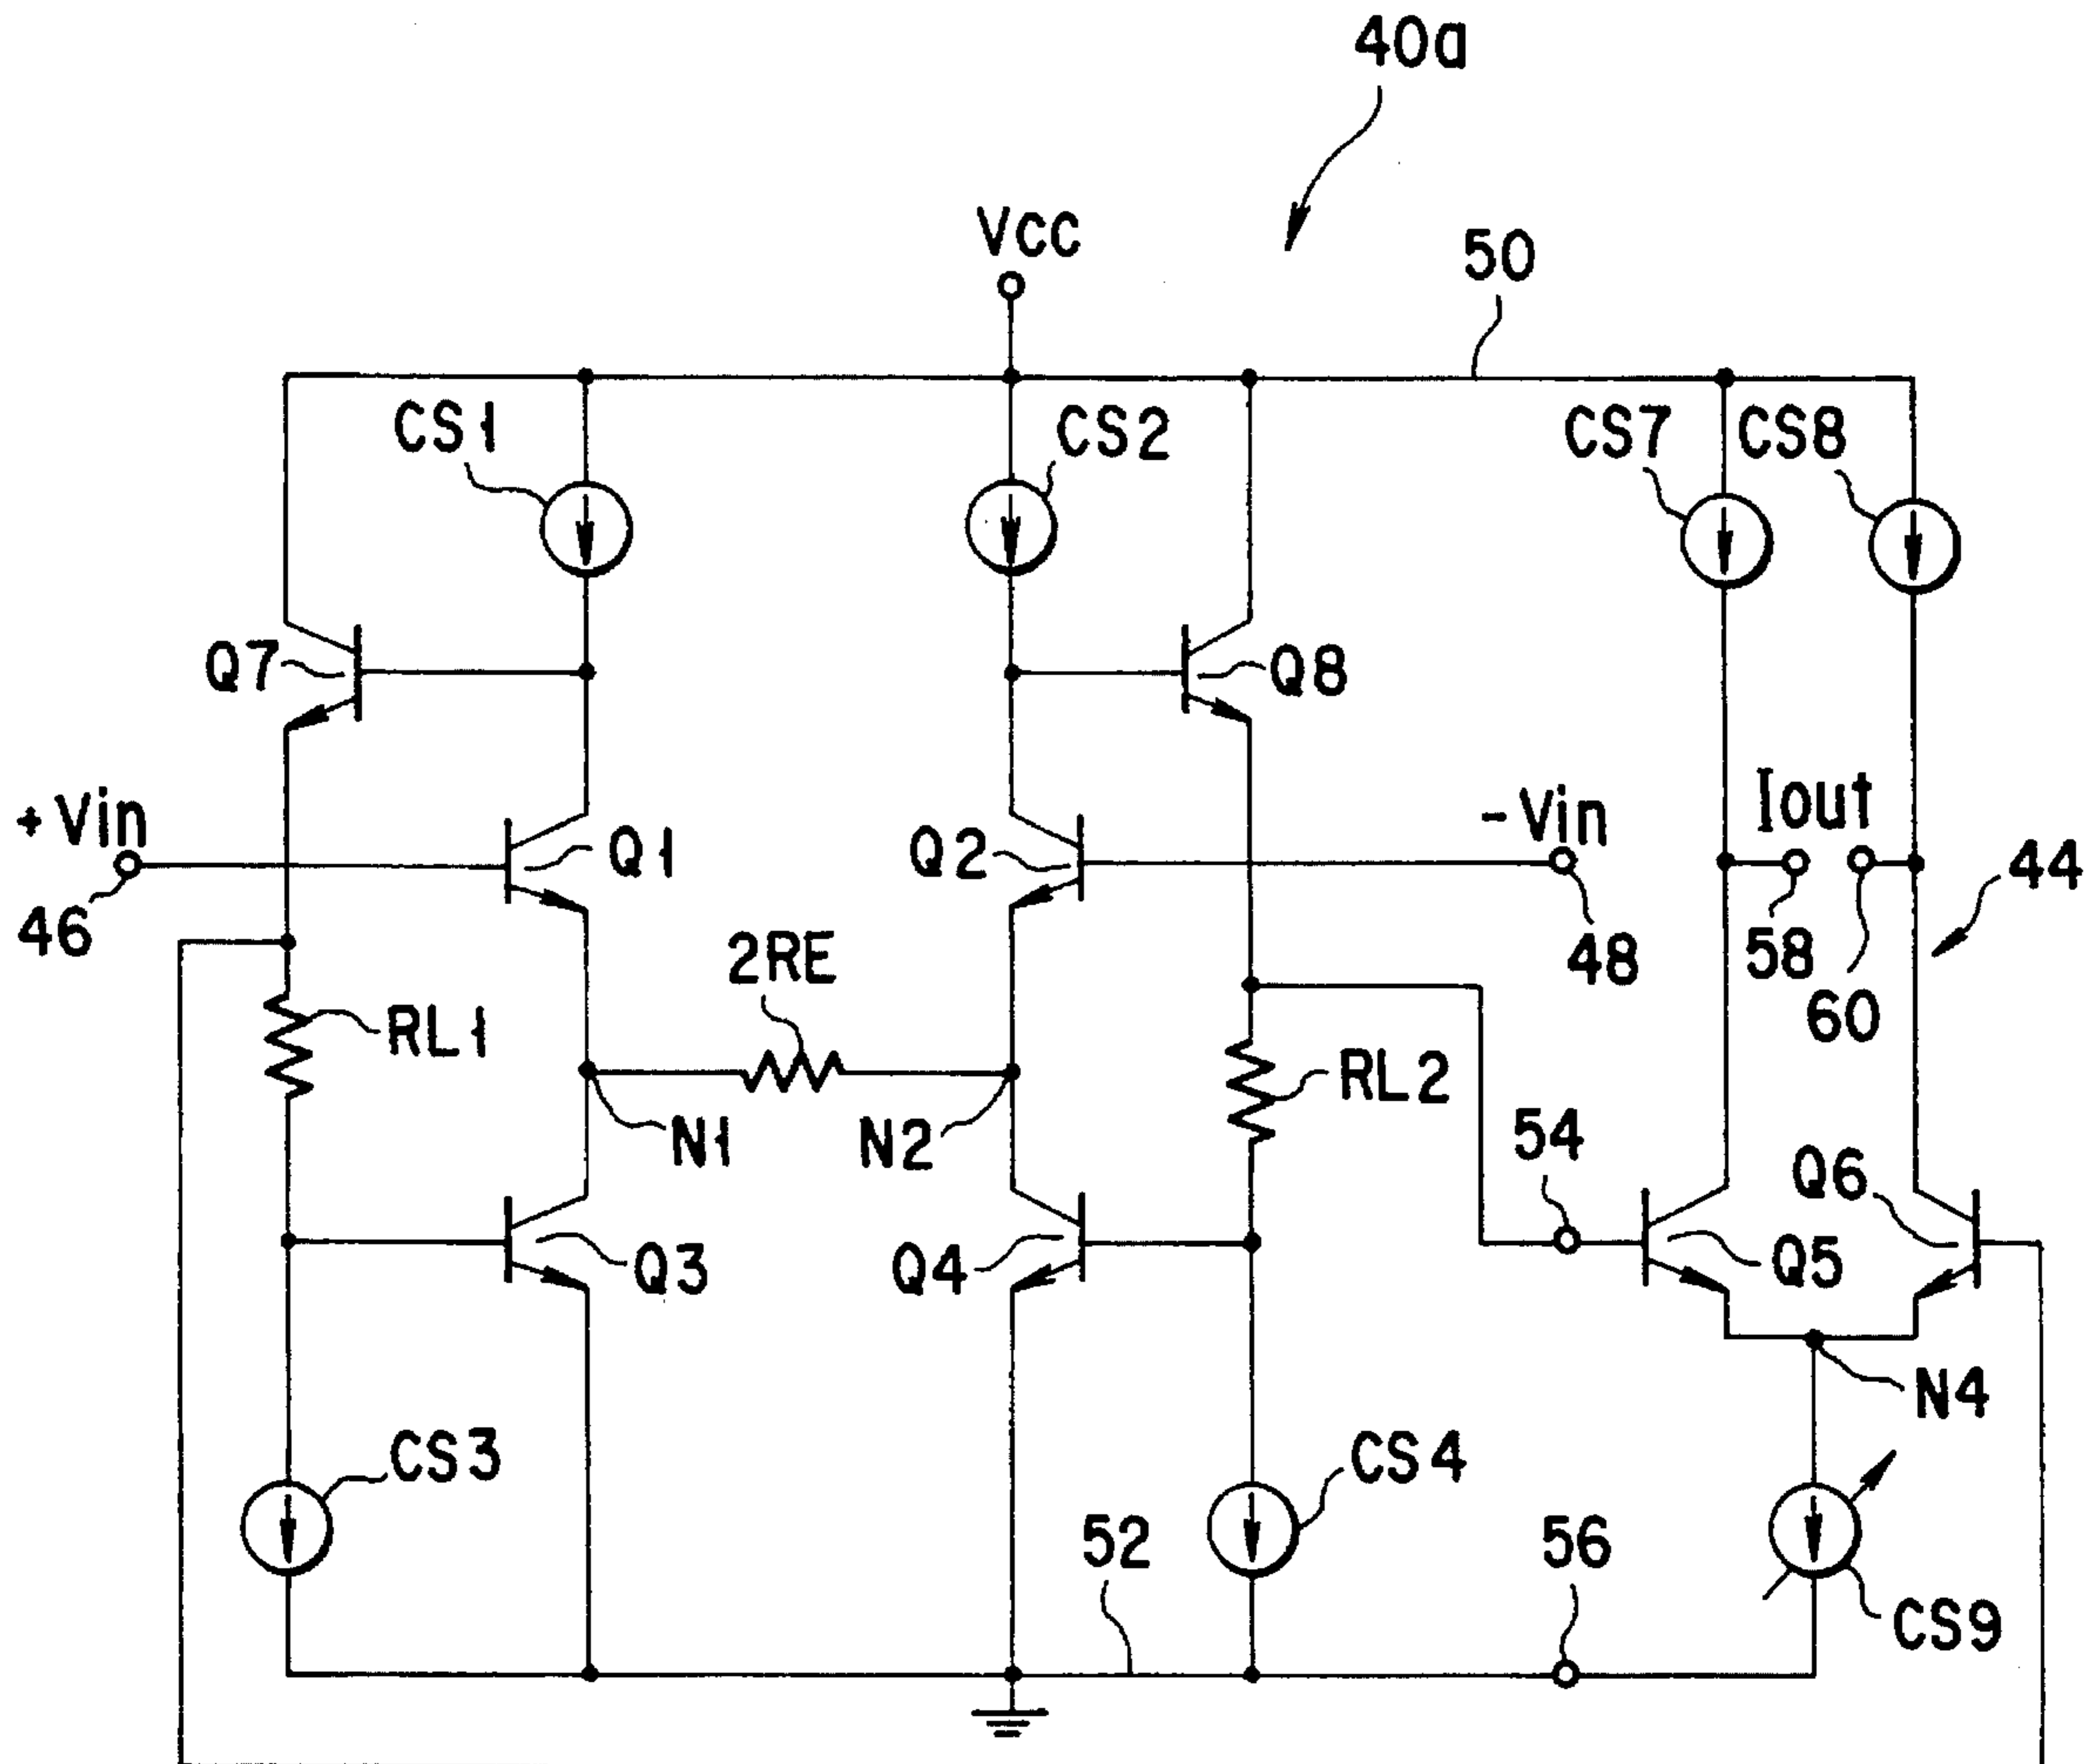 40a
Vcc
50
CS1
CS2
CS7
CS8
Q7
Q8
+Vin
Q1
Q2
-Vin
Iout
44
46
2RE
48
58
60
RL1
RL2
N1
N2
54
Q6
Q3
Q4
Q5
N4
CS3
CS4
52
56
CS9